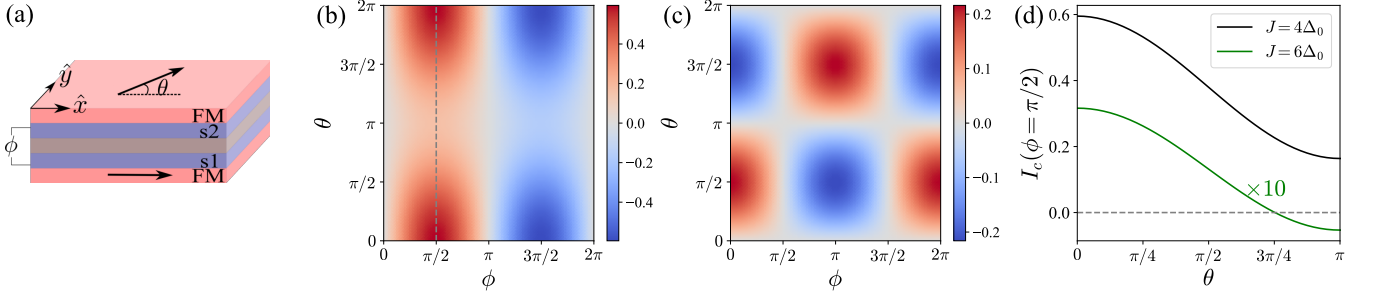 (a)
ŷ
θ
x̂
FM
s2
ϕ
s1
FM
(b)
2π
3π/2
θ
π
π/2
0
0 π/2 π 3π/2 2π
ϕ
0.4
0.2
0.0
−0.2
−0.4
(c)
2π
3π/2
θ
π
π/2
0
0 π/2 π 3π/2 2π
ϕ
0.2
0.1
0.0
−0.1
−0.2
(d)
I_c(ϕ = π/2)
0.6
0.4
0.2
0.0
J = 4Δ₀
J = 6Δ₀
×10
0 π/4 π/2 3π/4 π
θ